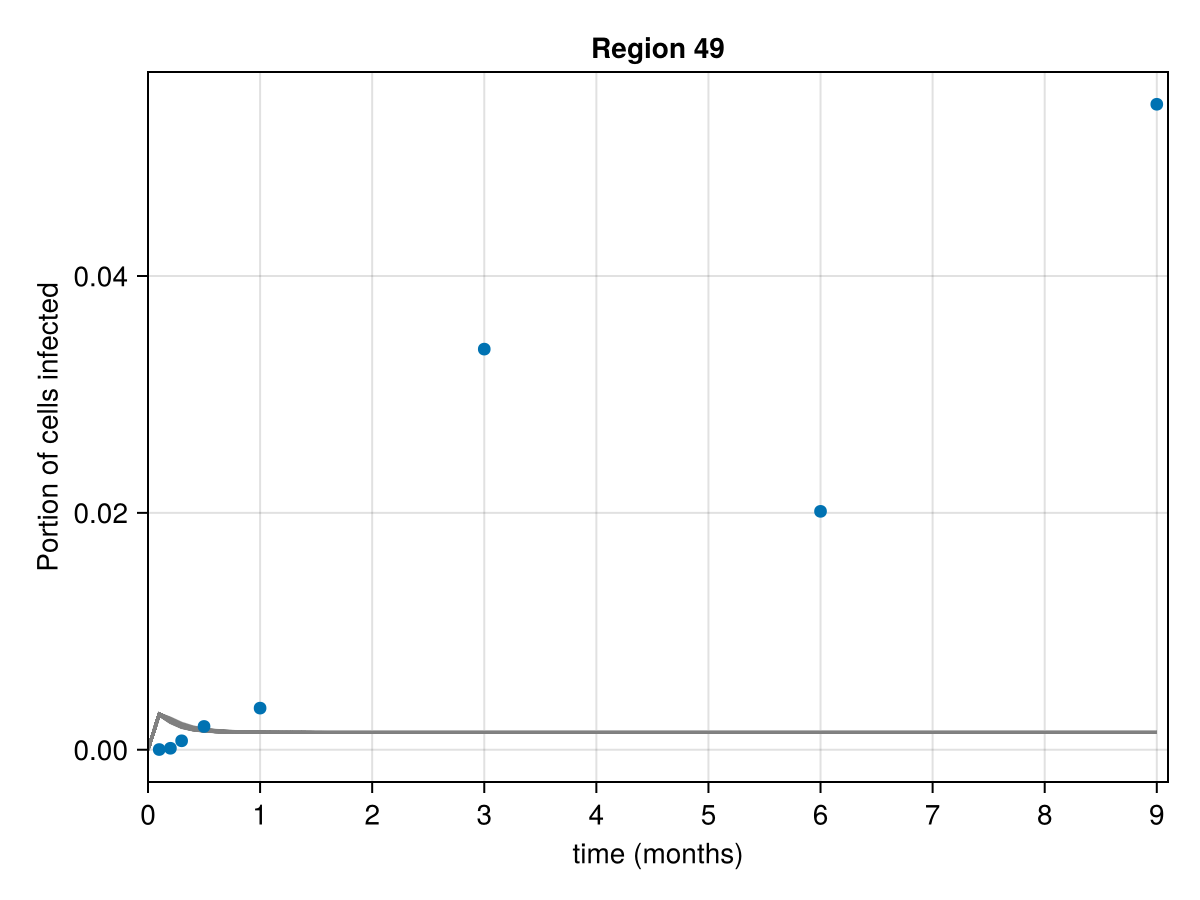 Region 49
Portion of cells infected
0.04
0.02
0.00
0 1 2 3 4 5 6 7 8 9
time (months)